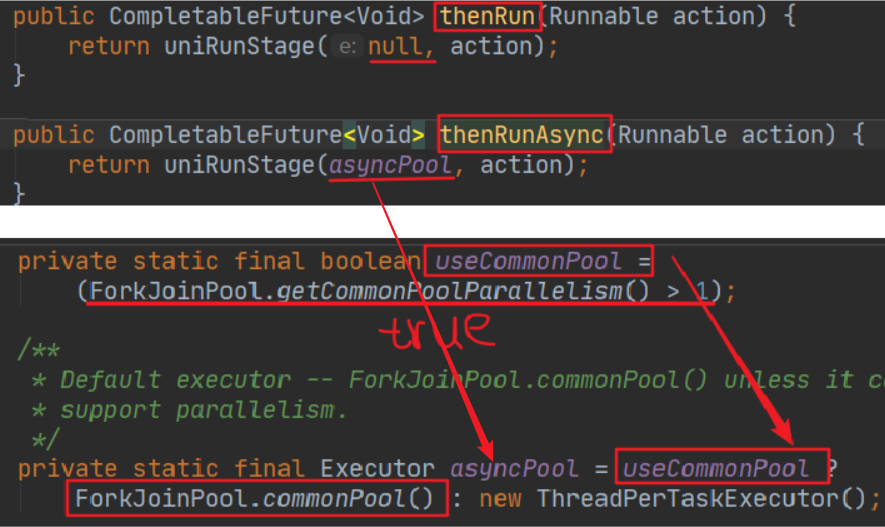 public CompletableFuture<Void> thenRun(Runnable action) {
return uniRunStage( e: null, action);
}
public CompletableFuture<Void> thenRunAsync(Runnable action) {
return uniRunStage(asyncPool, action);
}
private static final boolean useCommonPool =
(ForkJoinPool.getCommonPoolParallelism() > 1);
true
/**
* Default executor -- ForkJoinPool.commonPool() unless it c
* support parallelism.
*/
private static final Executor asyncPool = useCommonPool ?
ForkJoinPool.commonPool() : new ThreadPerTaskExecutor();